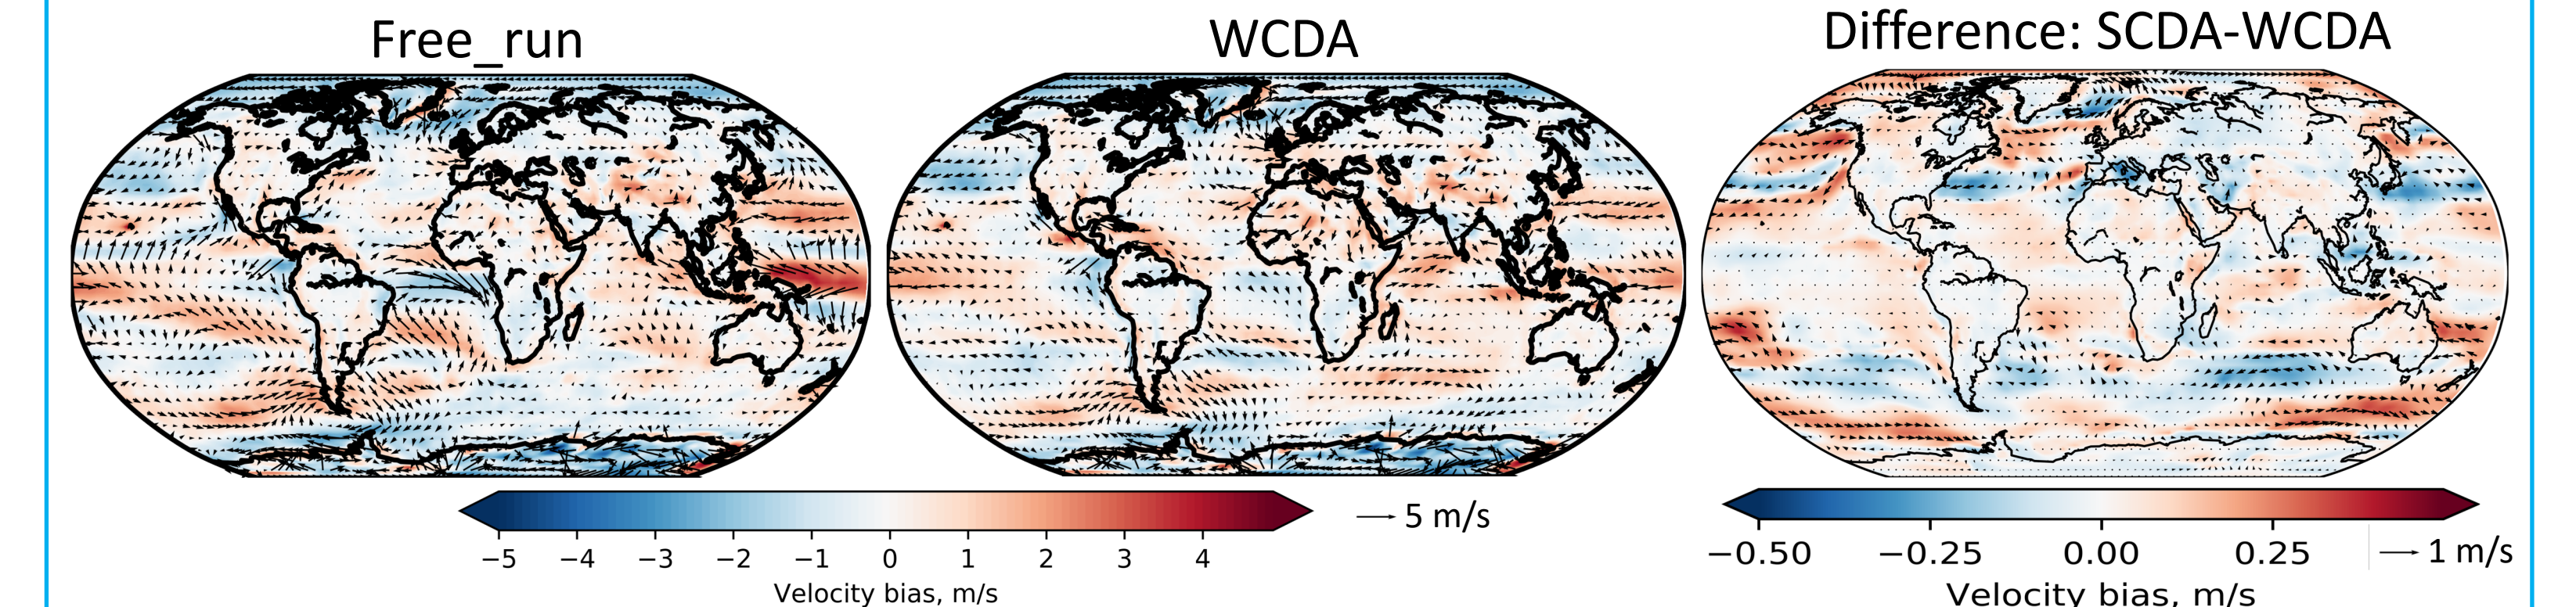 Free_run
WCDA
Difference: SCDA-WCDA
−5 −4 −3 −2 −1 0 1 2 3 4
Velocity bias, m/s
5 m/s
−0.50 −0.25 0.00 0.25
1 m/s
Velocity bias, m/s